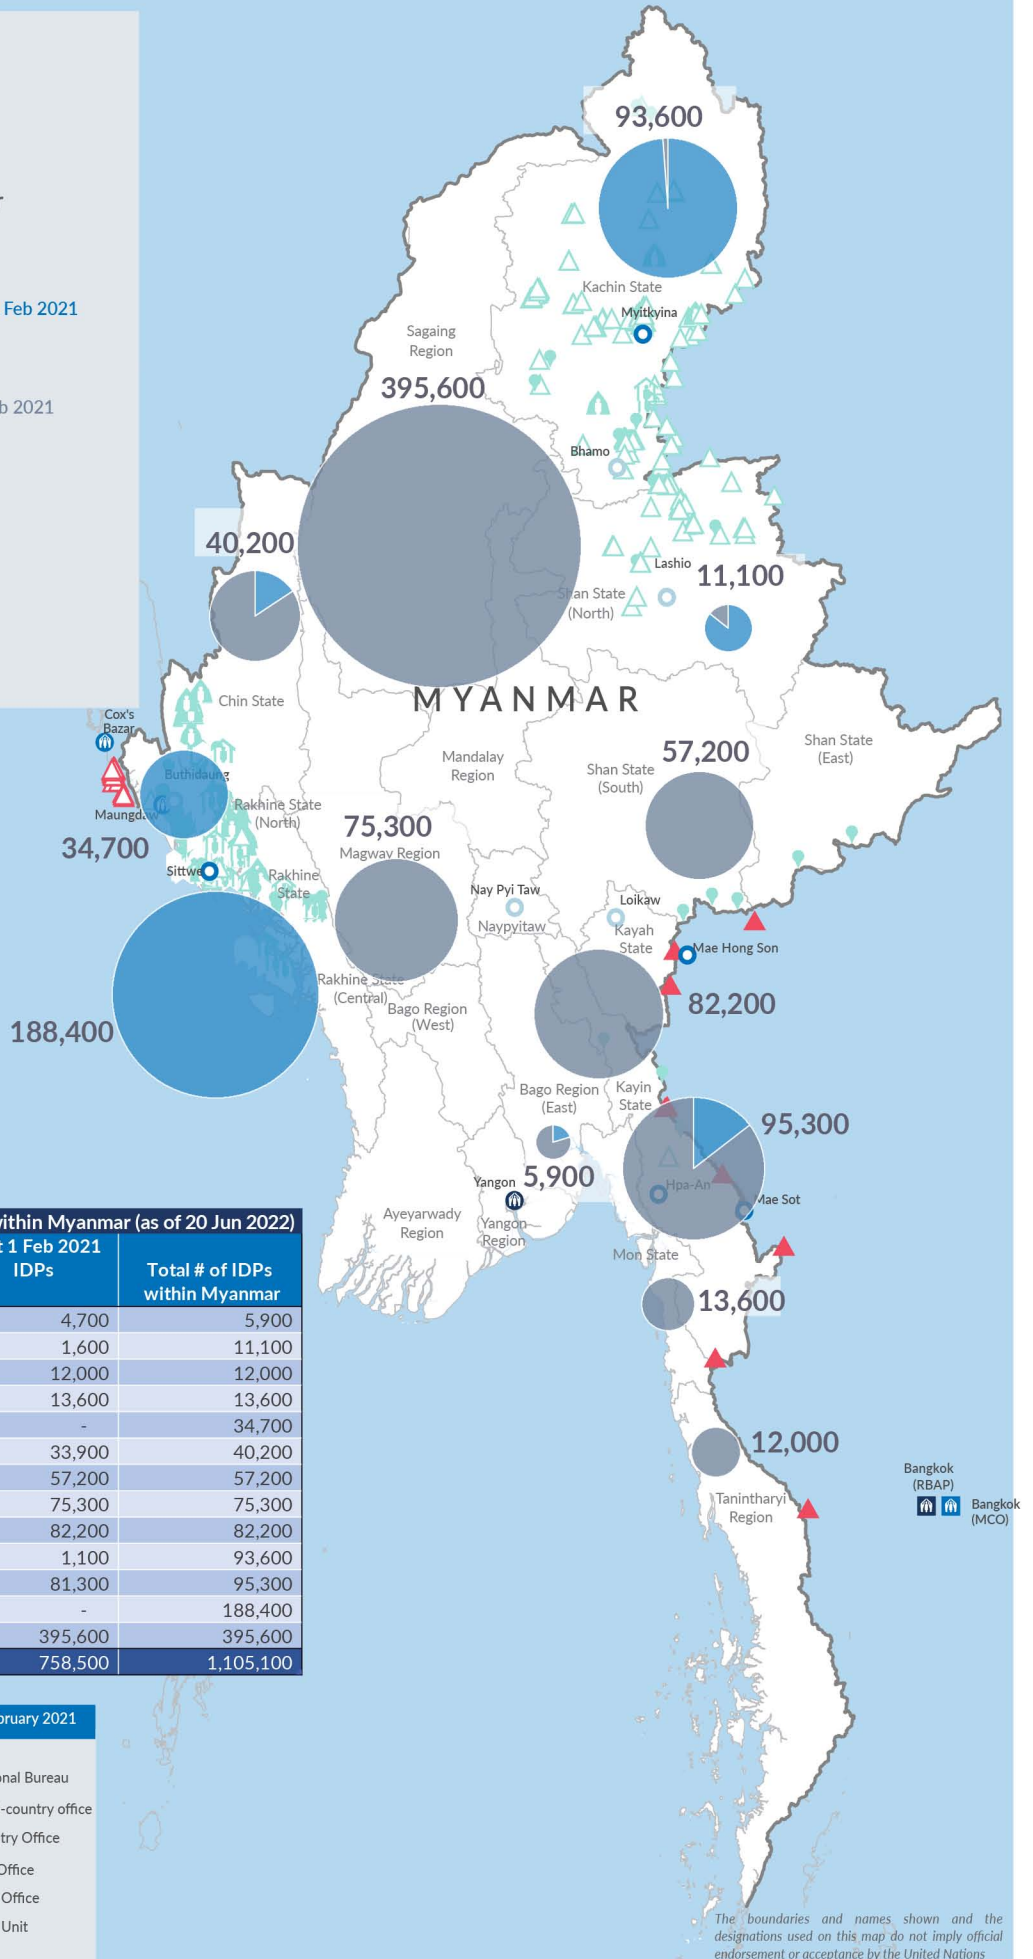 Feb 2021
b 2021
93,600
Kachin State
Myitkyina
Sagaing
Region
395,600
Bhamo
40,200
Lashio
11,100
Shan State
(North)
MYANMAR
Chin State
Cox's
Bazar
Mandalay
Region
57,200
Shan State
(South)
Shan State
(East)
Buthidaung
Maungdaw
Rakhine State
(North)
34,700
75,300
Magway Region
Sittwe
Rakhine
State
Nay Pyi Taw
Naypyitaw
Loikaw
Kayah
State
Mae Hong Son
82,200
Rakhine State
(Central)
188,400
Bago Region
(West)
Bago Region
(East)
Kayin
State
95,300
5,900
Yangon
Hpa-An
Mae Sot
Ayeyarwady
Region
Yangon
Region
Mon State
13,600
12,000
Tanintharyi
Region
Bangkok
(RBAP)
Bangkok
(MCO)
within Myanmar (as of 20 Jun 2022)
t 1 Feb 2021
IDPs
Total # of IDPs
within Myanmar
4,700 5,900
1,600 11,100
12,000 12,000
13,600 13,600
- 34,700
33,900 40,200
57,200 57,200
75,300 75,300
82,200 82,200
1,100 93,600
81,300 95,300
- 188,400
395,600 395,600
758,500 1,105,100
bruary 2021
onal Bureau
-country office
try Office
Office
Office
Unit
The boundaries and names shown and the
designations used on this map do not imply official
endorsement or acceptance by the United Nations